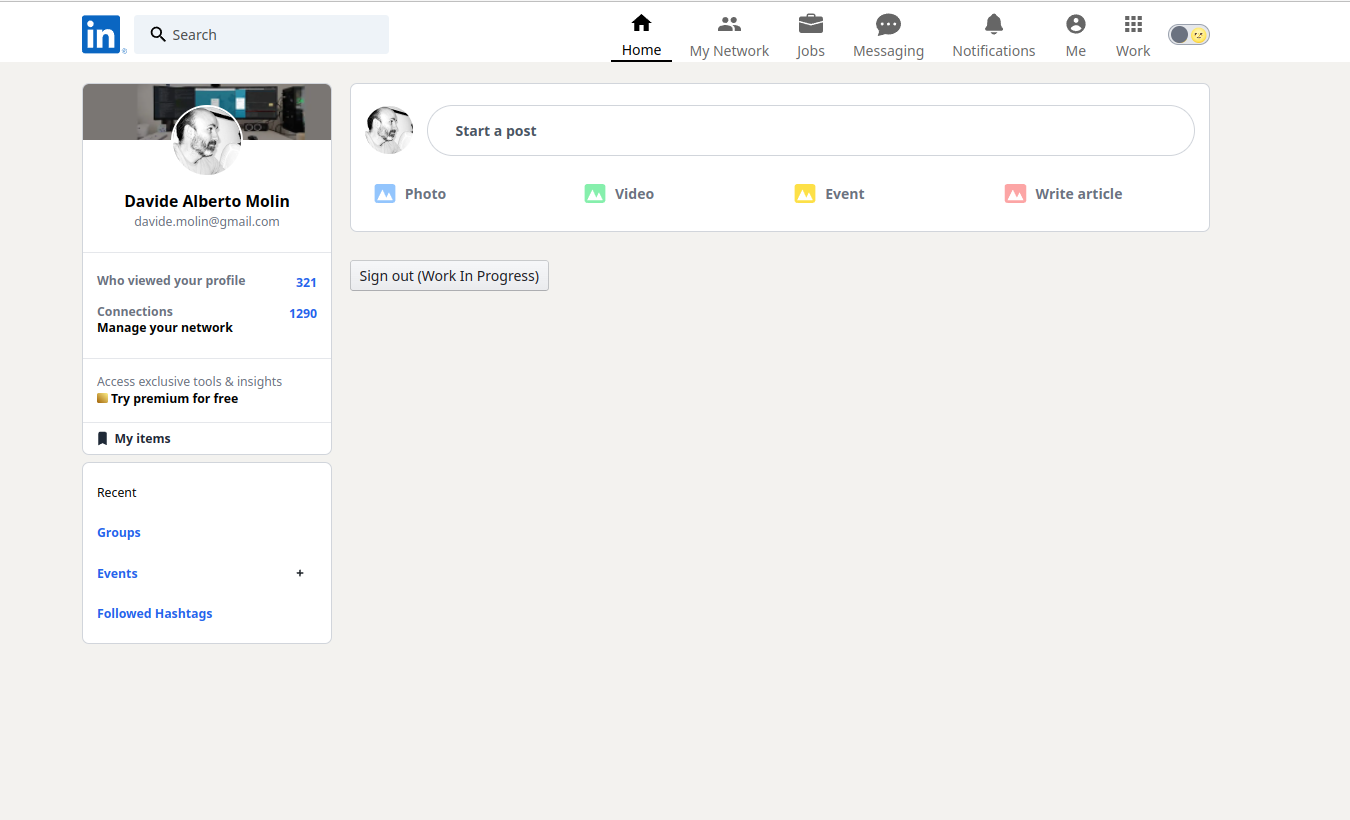 in
Search
Home
My Network
Jobs
Messaging
Notifications
Me
Work
Davide Alberto Molin
davide.molin@gmail.com
Who viewed your profile 321
Connections 1290
Manage your network
Access exclusive tools & insights
Try premium for free
My items
Recent
Groups
Events +
Followed Hashtags
Start a post
Photo
Video
Event
Write article
Sign out (Work In Progress)